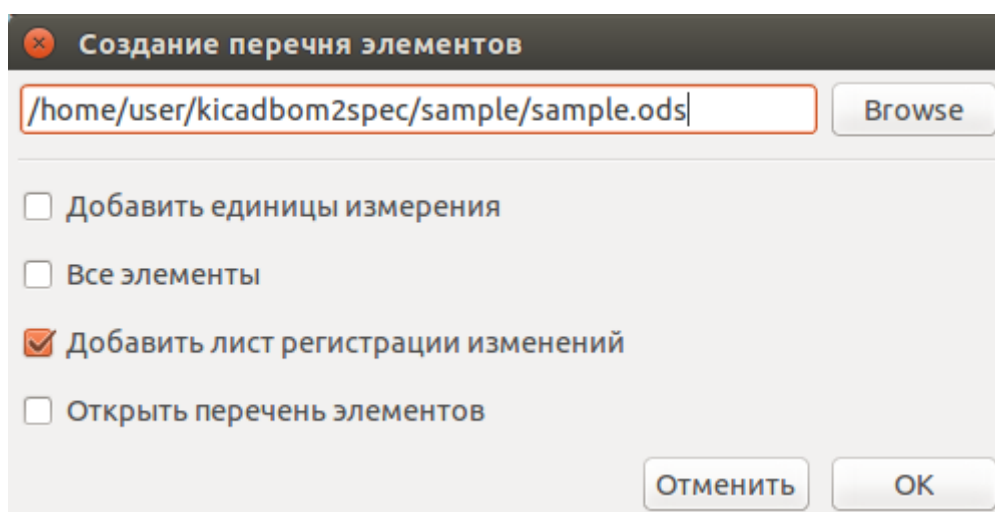 Создание перечня элементов
/home/user/kicadbom2spec/sample/sample.ods Browse
Добавить единицы измерения
Все элементы
Добавить лист регистрации изменений
Открыть перечень элементов
Отменить OK